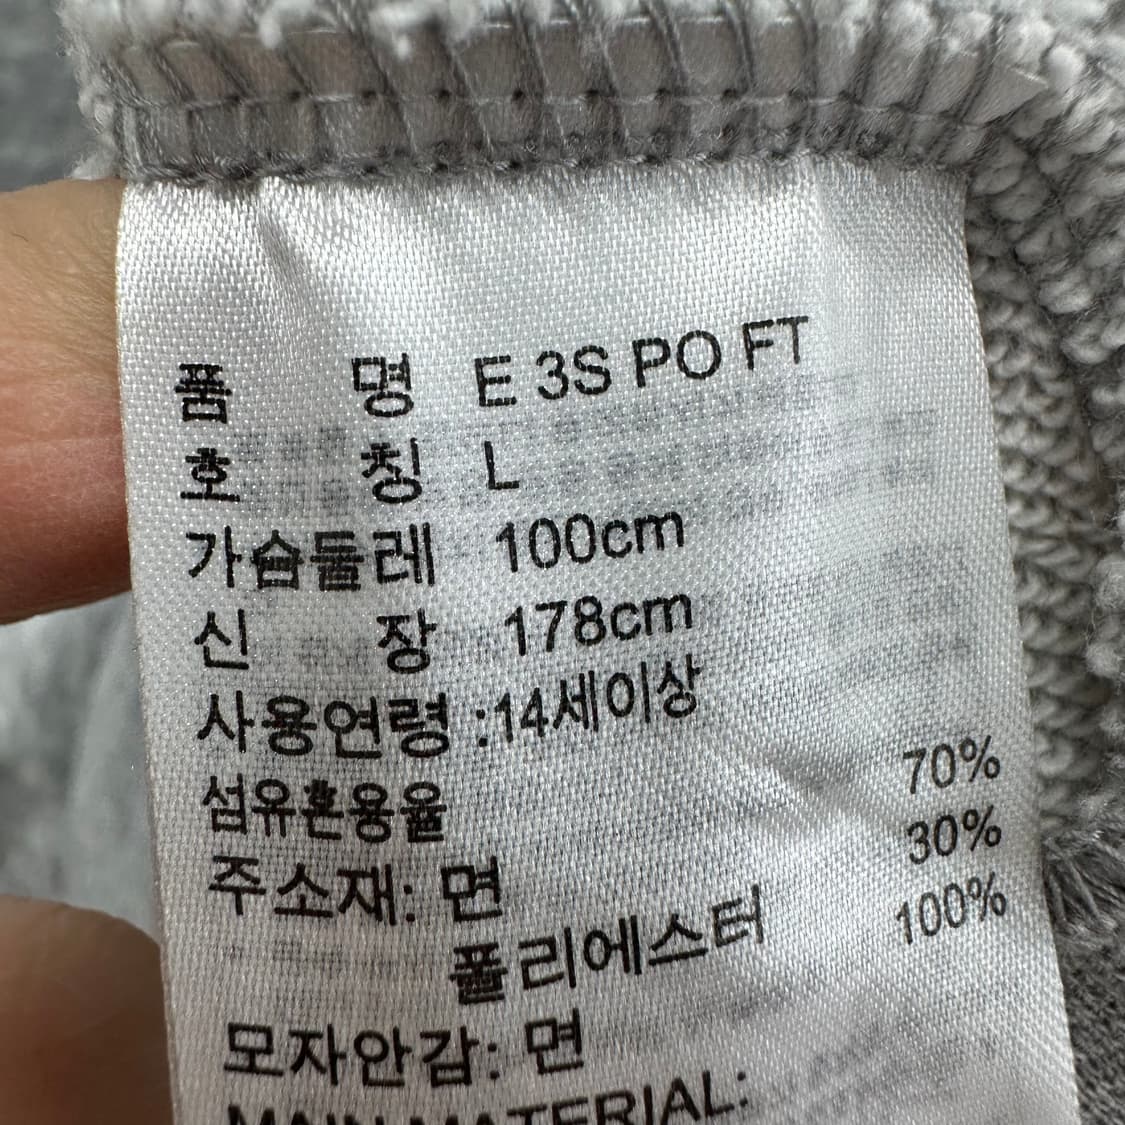 품 명 E 3S PO FT
호 칭 L
가슴둘레 100cm
신 장 178cm
사용연령 :14세이상
섬유혼용율
주소재: 면 70%
폴리에스터 30%
모자안감: 면 100%
MAIN MATERIAL: